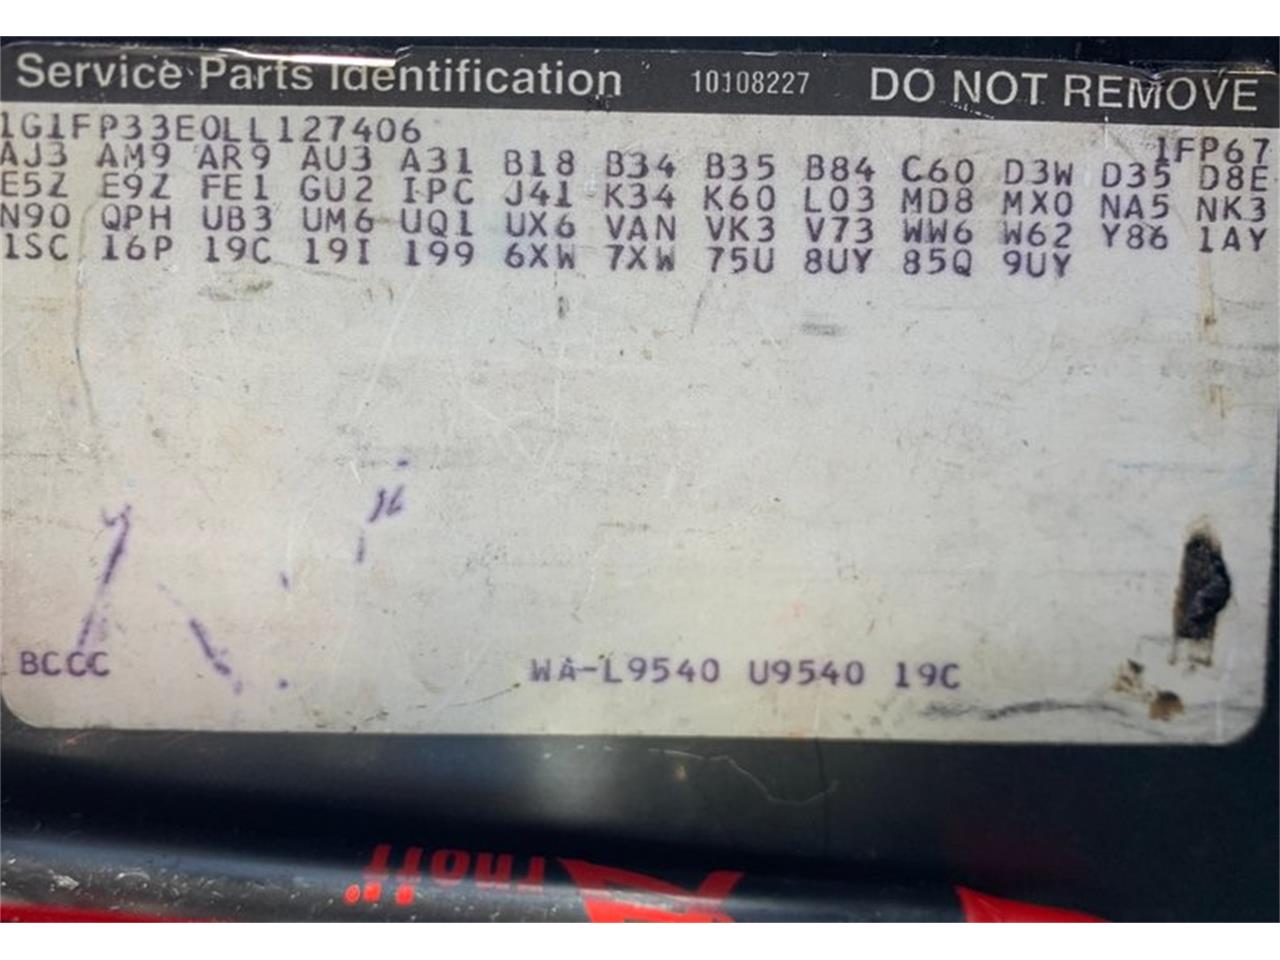 Service Parts Identification 10108227 DO NOT REMOVE
1G1FP33E0LL127406 1FP67
AJ3 AM9 AR9 AU3 A31 B18 B34 B35 B84 C60 D3W D35 D8E
E5Z E9Z FE1 GU2 IPC J41 K34 K60 L03 MD8 MX0 NA5 NK3
N90 QPH UB3 UM6 UQ1 UX6 VAN VK3 V73 WW6 W62 Y86 1AY
1SC 16P 19C 19I 199 6XW 7XW 75U 8UY 85Q 9UY
BCCC WA-L9540 U9540 19C
Arnott